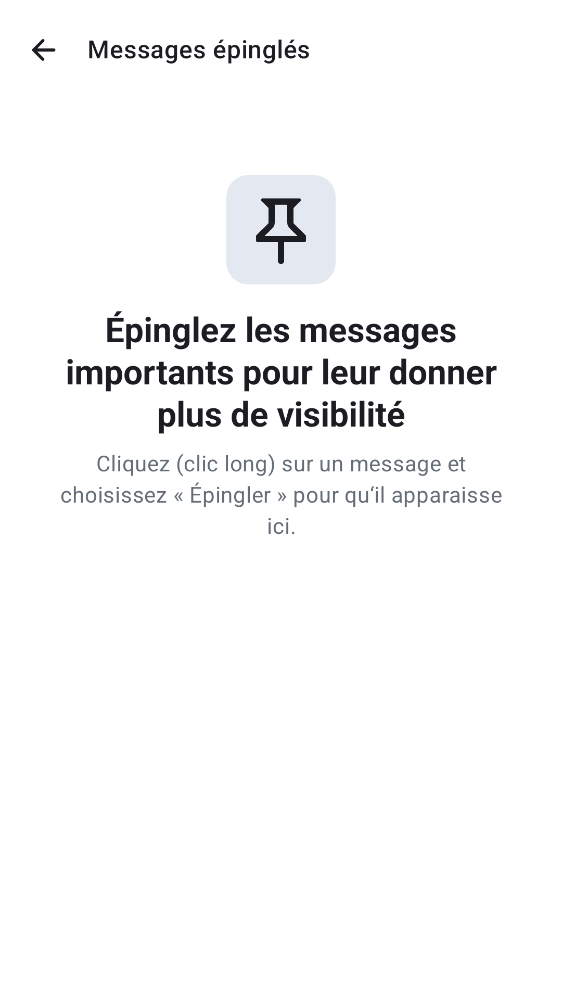 Messages épinglés
Épinglez les messages
importants pour leur donner
plus de visibilité
Cliquez (clic long) sur un message et
choisissez « Épingler » pour qu‘il apparaisse
ici.